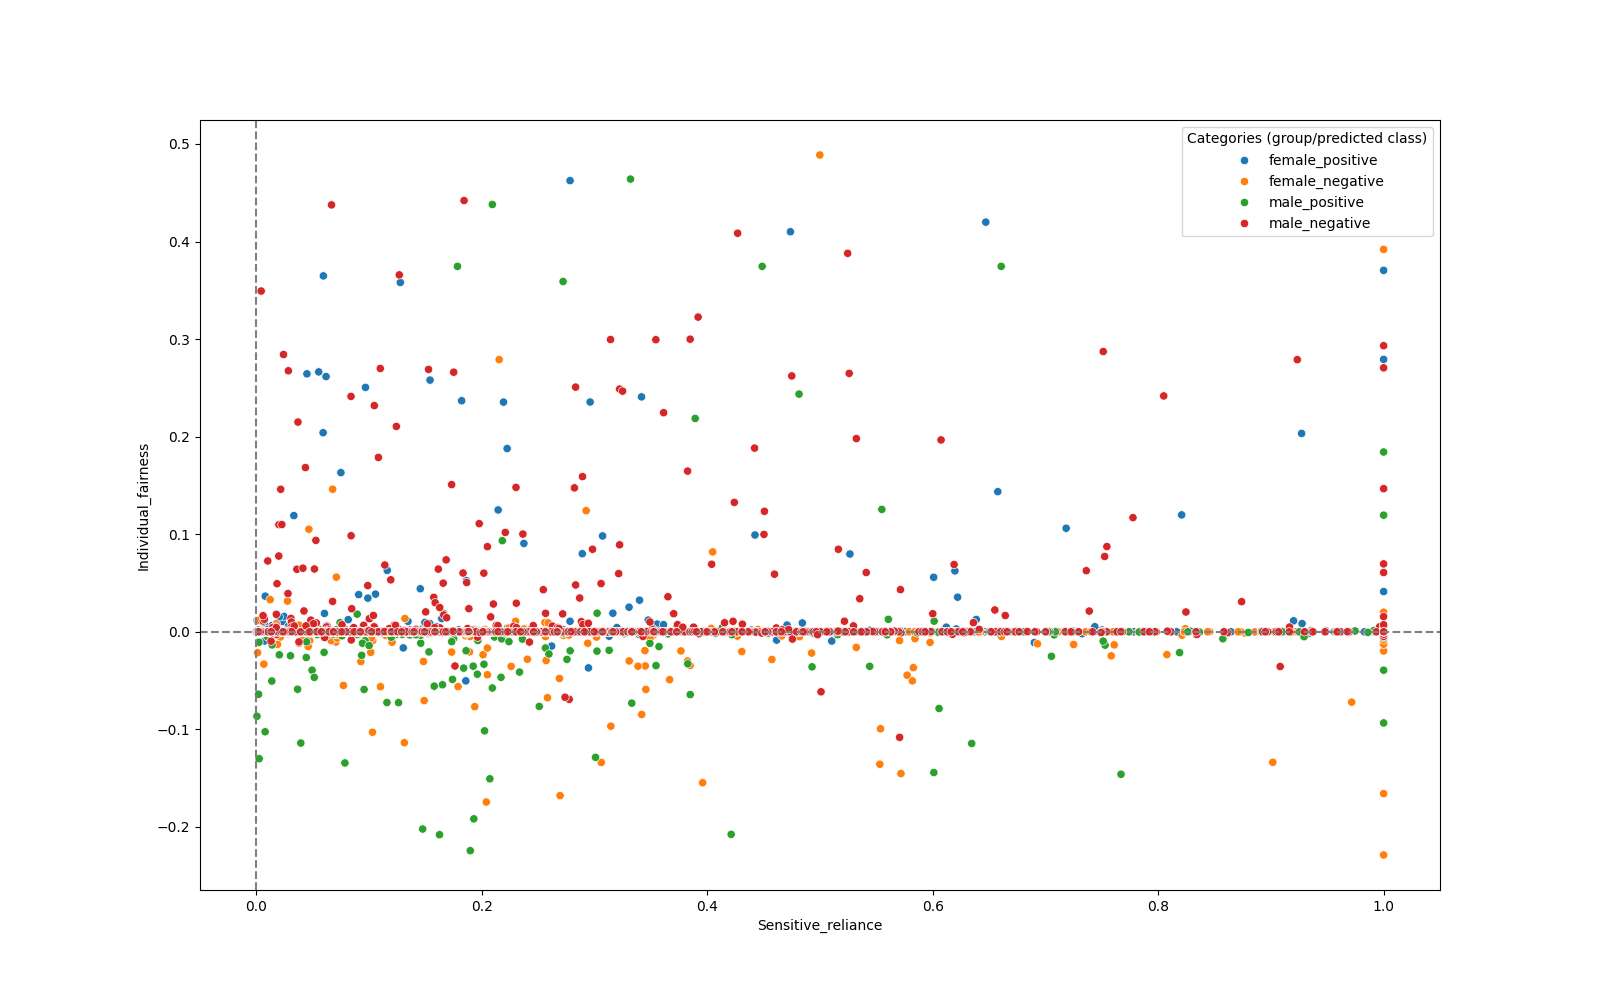 Categories (group/predicted class)
female_positive
female_negative
male_positive
male_negative
0.5
0.4
0.3
0.2
0.1
0.0
−0.1
−0.2
Individual_fairness
0.0 0.2 0.4 0.6 0.8 1.0
Sensitive_reliance